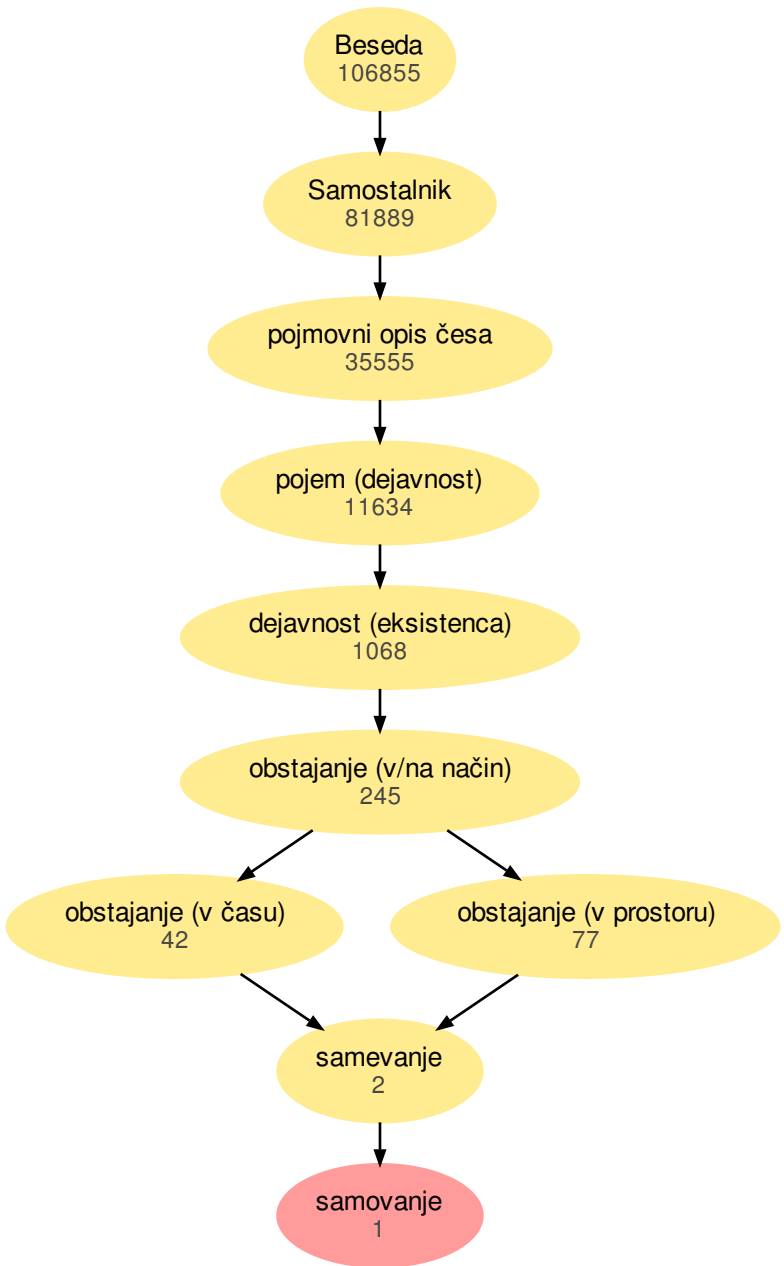 Beseda
106855
Samostalnik
81889
pojmovni opis česa
35555
pojem (dejavnost)
11634
dejavnost (eksistenca)
1068
obstajanje (v/na način)
245
obstajanje (v času)
42
obstajanje (v prostoru)
77
samevanje
2
samovanje
1